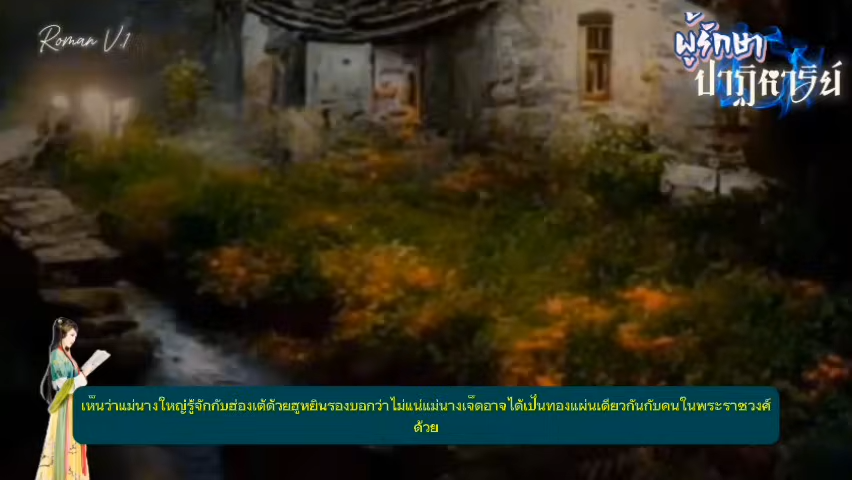 Roman V.1
ผู้รักษา
ปาฏิหาริย์
เห็นว่าแม่นางใหญ่รู้จักกับฮ่องเต้ด้วยฮูหยินรองบอกว่าไม่แน่แม่นางเจ็ดอาจได้เป็นทองแผ่นเดียวกันกับคนในพระราชวงศ์
ด้วย